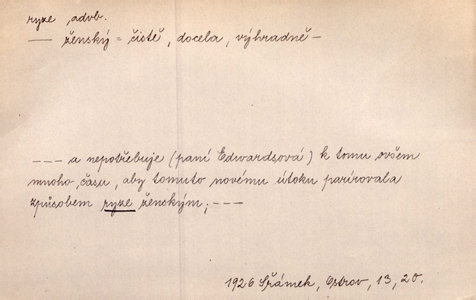 ryze advb.
— ženský = čistě, docela, výhradně —
- - - a nepotřebuje (paní Edwardsová) k tomu ovšem
mnoho času, aby tomuto novému útoku parírovala
způsobem ryze ženským; - - -
1926 Šrámek, Ostrov, 13, 20.